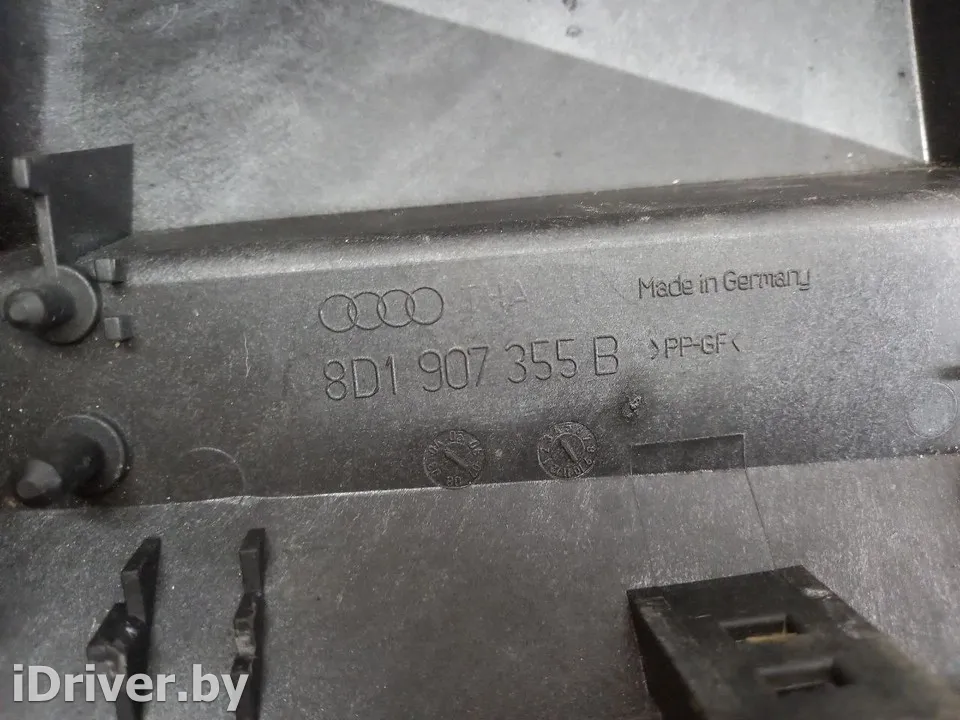 Made in Germany
8D1 907 355 B >PP-GF<
iDriver.by